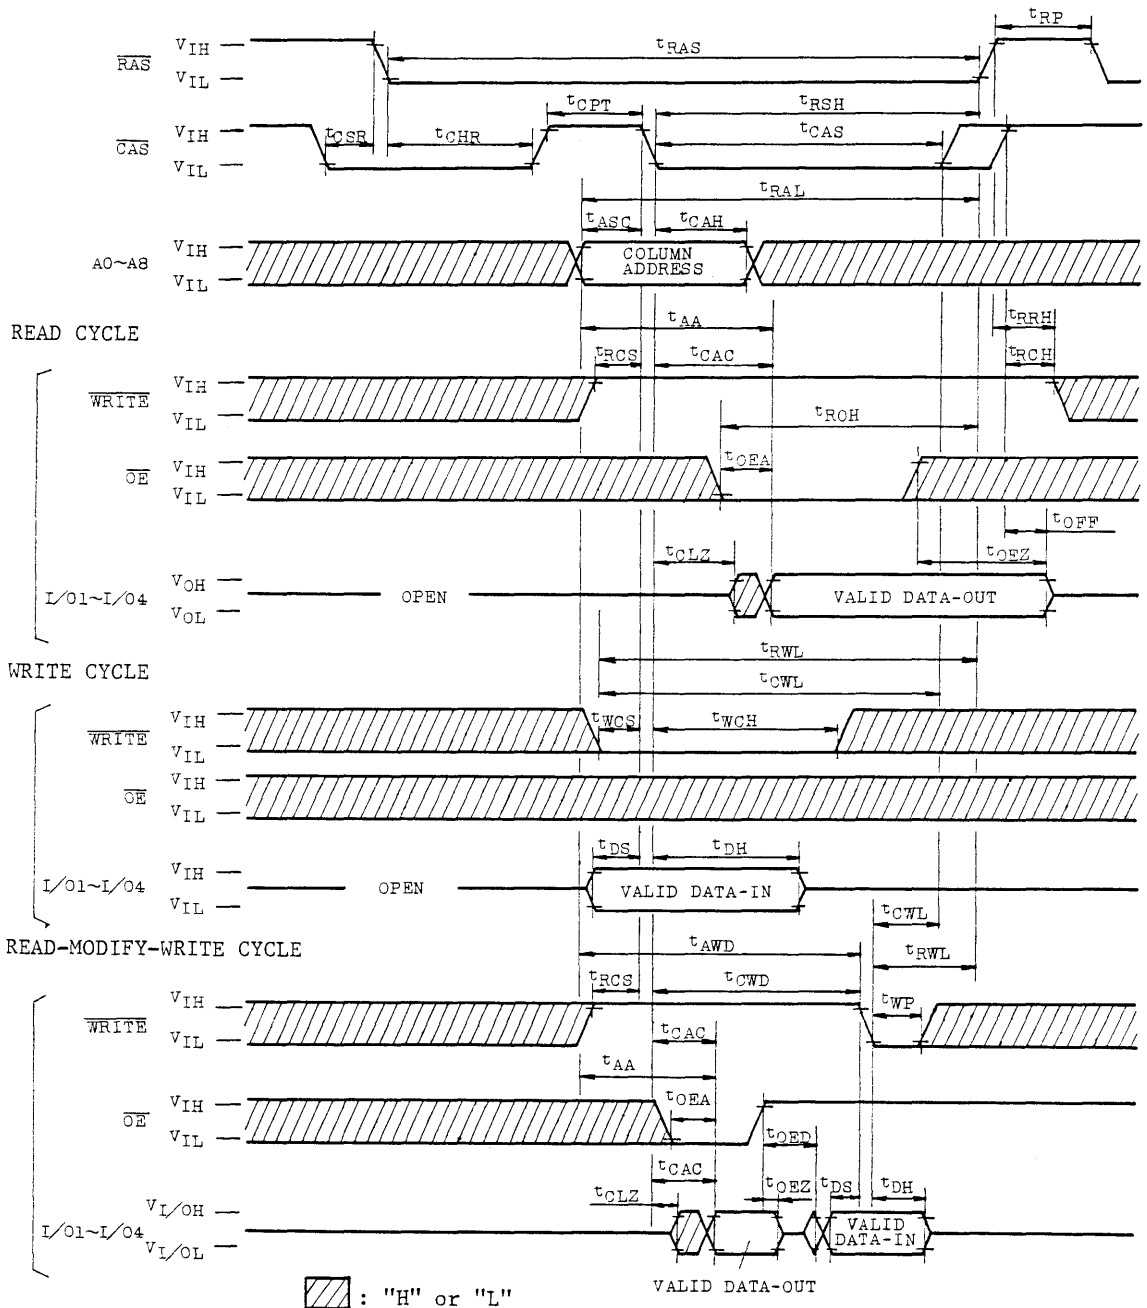 tRP
VIH
RAS
tRAS
VIL
tCPT
tRSH
VIH
tCSR
tCHR
tCAS
CAS
VIL
tRAL
tASC
tCAH
VIH
A0~A8
COLUMN
ADDRESS
VIL
tAA
tRRH
READ CYCLE
tRCS
tCAC
tRCH
VIH
WRITE
VIL
tROH
VIH
OE
tOEA
VIL
tOFF
tCLZ
tOEZ
VOH
I/O1~I/O4
OPEN
VALID DATA-OUT
VOL
tRWL
WRITE CYCLE
tCWL
VIH
WRITE
tWCS
tWCH
VIL
VIH
OE
VIL
tDS
tDH
VIH
I/O1~I/O4
OPEN
VALID DATA-IN
VIL
tCWL
READ-MODIFY-WRITE CYCLE
tAWD
tRWL
tRCS
tCWD
VIH
tWP
WRITE
tCAC
VIL
tAA
VIH
tOEA
OE
VIL
tOED
tCAC
tCLZ
tOEZ
tDS
tDH
VI/OH
I/O1~I/O4
VALID
DATA-IN
VI/OL
VALID DATA-OUT
: "H" or "L"